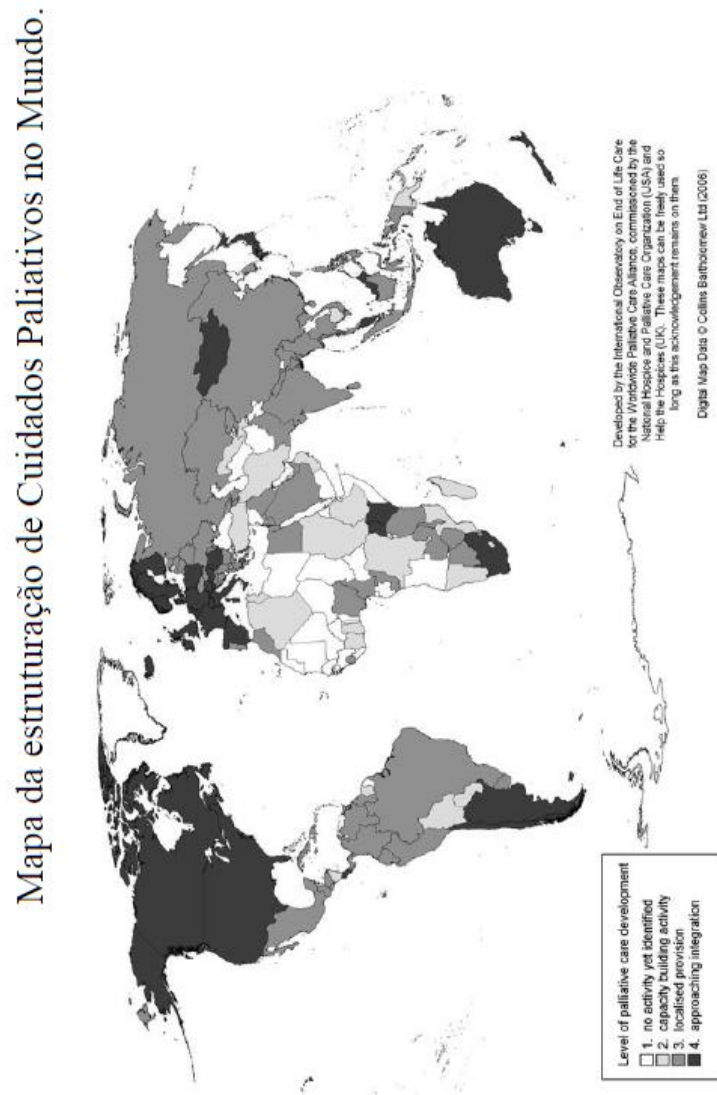 Mapa da estruturação de Cuidados Paliativos no Mundo.
Level of palliative care development
1. no activity yet identified
2. capacity building activity
3. localised provision
4. approaching integration
Developed by the International Observatory on End of Life Care
for the Worldwide Palliative Care Alliance, commissioned by the
National Hospice and Palliative Care Organization (USA) and
Help the Hospices (UK). These maps can be freely used so
long as this acknowledgement remains on them.
Digital Map Data © Collins Bartholomew Ltd (2006)